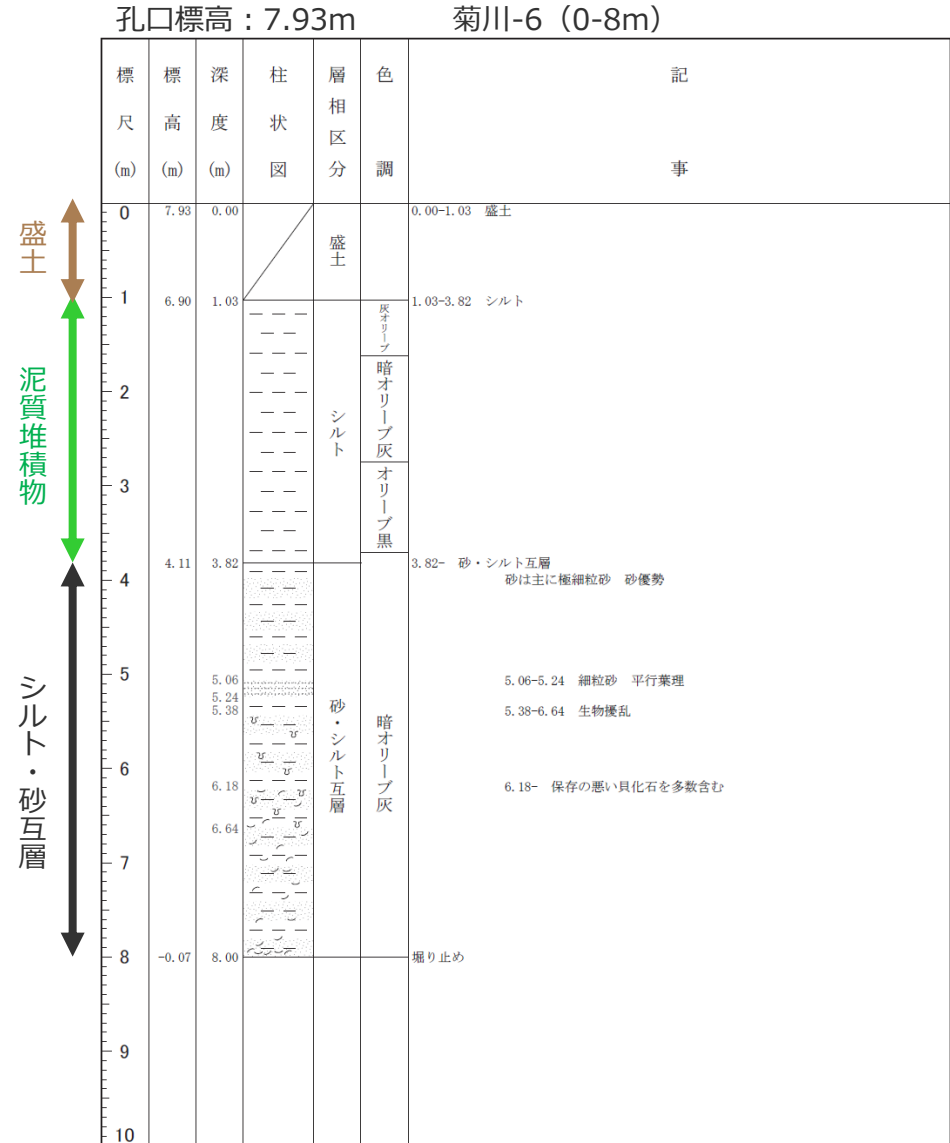 孔口標高：7.93m 菊川-6（0-8m）
標尺(m) 標高(m) 深度(m) 柱状図 層相区分 色調 記事
盛土
泥質堆積物
シルト・砂互層
0 7.93 0.00 0.00-1.03 盛土
盛土
1 6.90 1.03 1.03-3.82 シルト
灰オリーブ
2 暗オリーブ灰
シルト
3 オリーブ黒
4.11 3.82 3.82- 砂・シルト互層
4 砂は主に極細粒砂 砂優勢
5 5.06 5.06-5.24 細粒砂 平行葉理
5.24
5.38 5.38-6.64 生物擾乱
砂・シルト互層 暗オリーブ灰
6 6.18 6.18- 保存の悪い貝化石を多数含む
6.64
7
8 -0.07 8.00 堀り止め
9
10